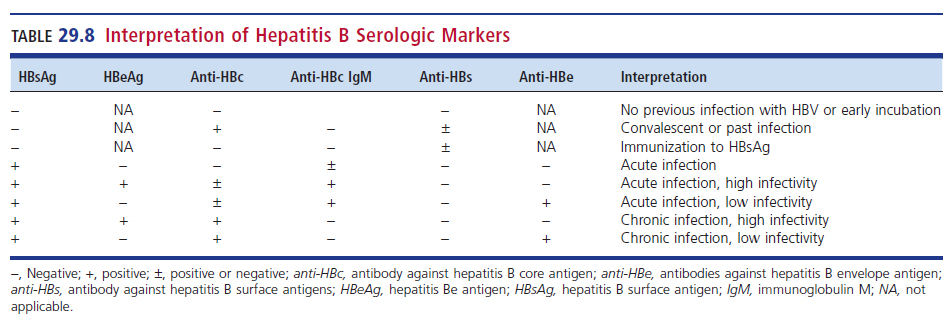 TABLE 29.8 Interpretation of Hepatitis B Serologic Markers
HBsAg HBeAg Anti-HBc Anti-HBc IgM Anti-HBs Anti-HBe Interpretation
– NA – – NA No previous infection with HBV or early incubation
– NA + – ± NA Convalescent or past infection
– NA – – ± NA Immunization to HBsAg
+ – – ± – – Acute infection
+ + ± + – – Acute infection, high infectivity
+ – ± + – + Acute infection, low infectivity
+ + + – – – Chronic infection, high infectivity
+ – + – – + Chronic infection, low infectivity
–, Negative; +, positive; ±, positive or negative; anti-HBc, antibody against hepatitis B core antigen; anti-HBe, antibodies against hepatitis B envelope antigen;
anti-HBs, antibody against hepatitis B surface antigens; HBeAg, hepatitis Be antigen; HBsAg, hepatitis B surface antigen; IgM, immunoglobulin M; NA, not
applicable.